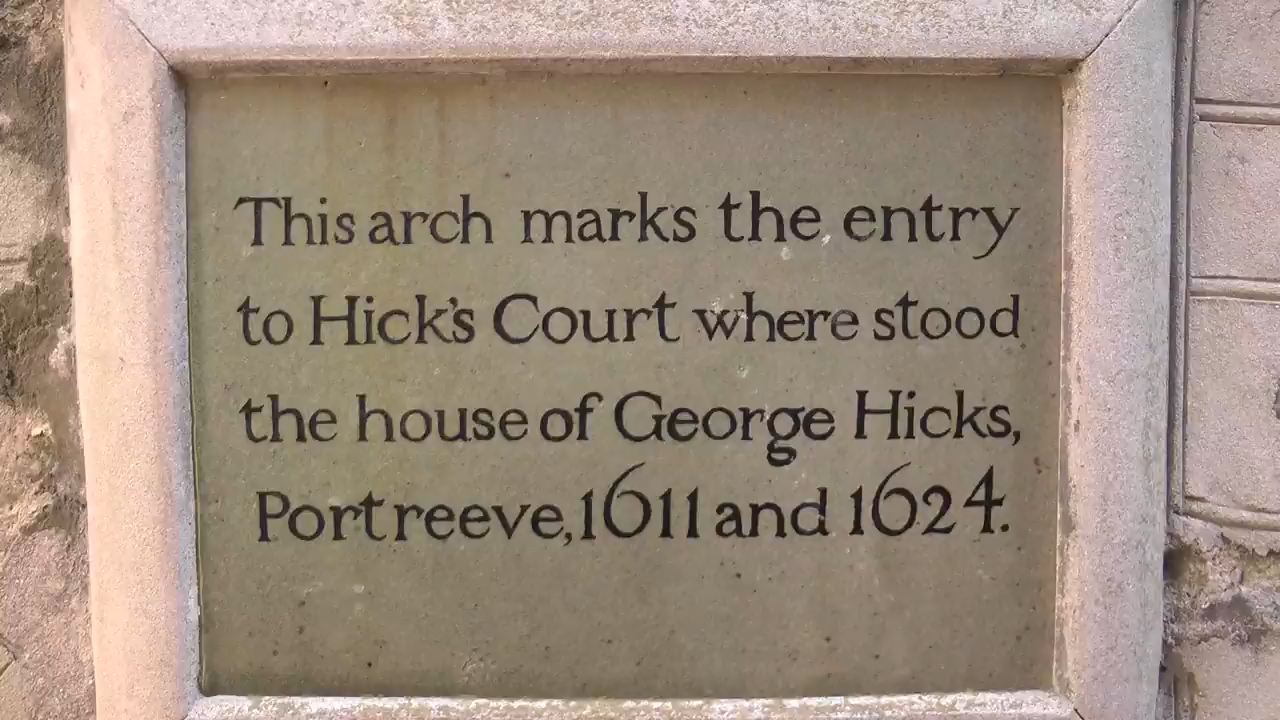 This arch marks the entry
to Hick's Court where stood
the house of George Hicks,
Portreeve, 1611 and 1624.